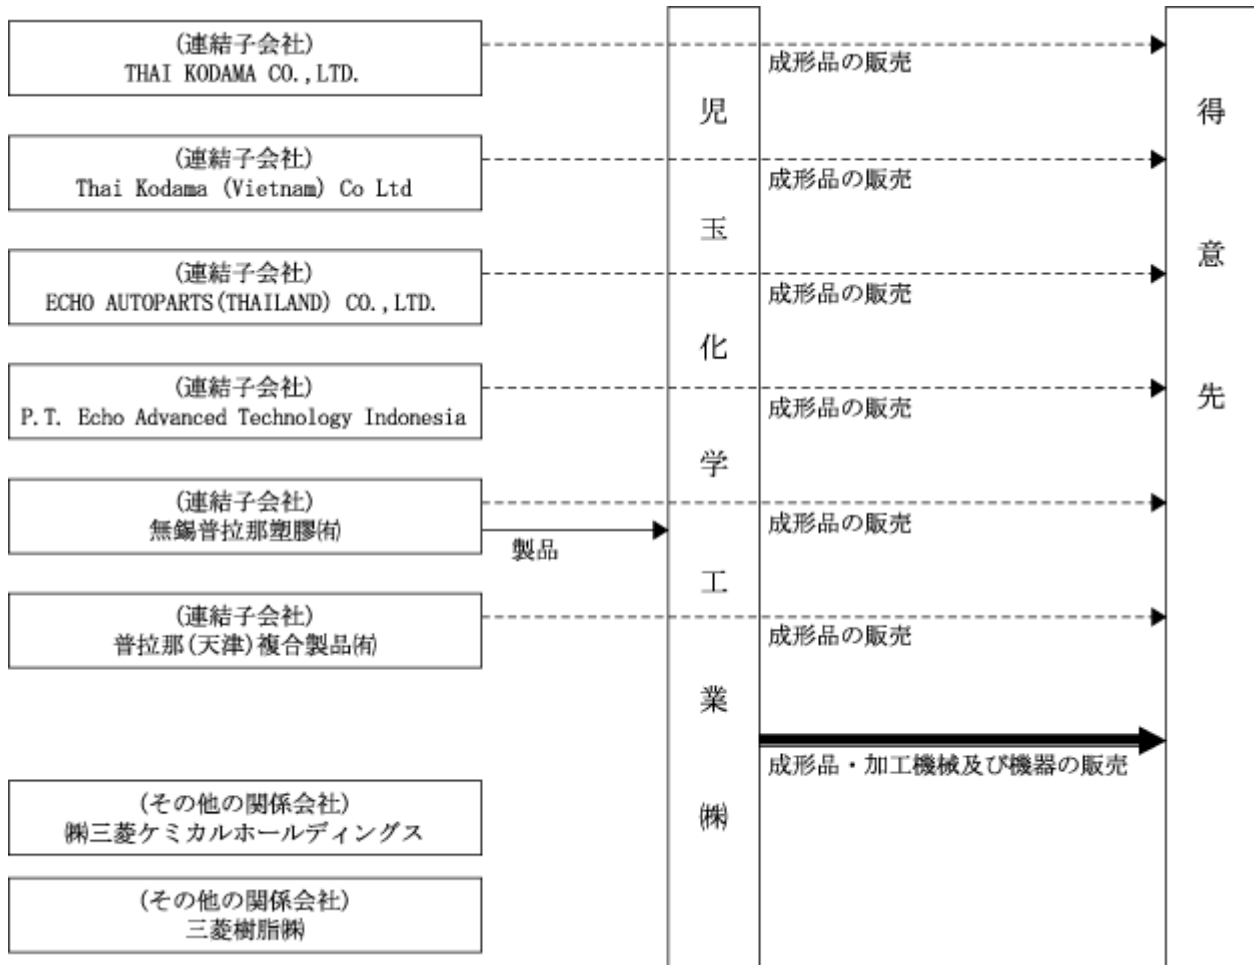 (連結子会社)
THAI KODAMA CO.,LTD.
成形品の販売
(連結子会社)
Thai Kodama (Vietnam) Co Ltd
成形品の販売
(連結子会社)
ECHO AUTOPARTS(THAILAND) CO.,LTD.
成形品の販売
(連結子会社)
P.T. Echo Advanced Technology Indonesia
成形品の販売
(連結子会社)
無錫普拉那塑膠㈲
製品
成形品の販売
(連結子会社)
普拉那(天津)複合製品㈲
成形品の販売
(その他の関係会社)
㈱三菱ケミカルホールディングス
(その他の関係会社)
三菱樹脂㈱
児玉化学工業㈱
成形品・加工機械及び機器の販売
得意先